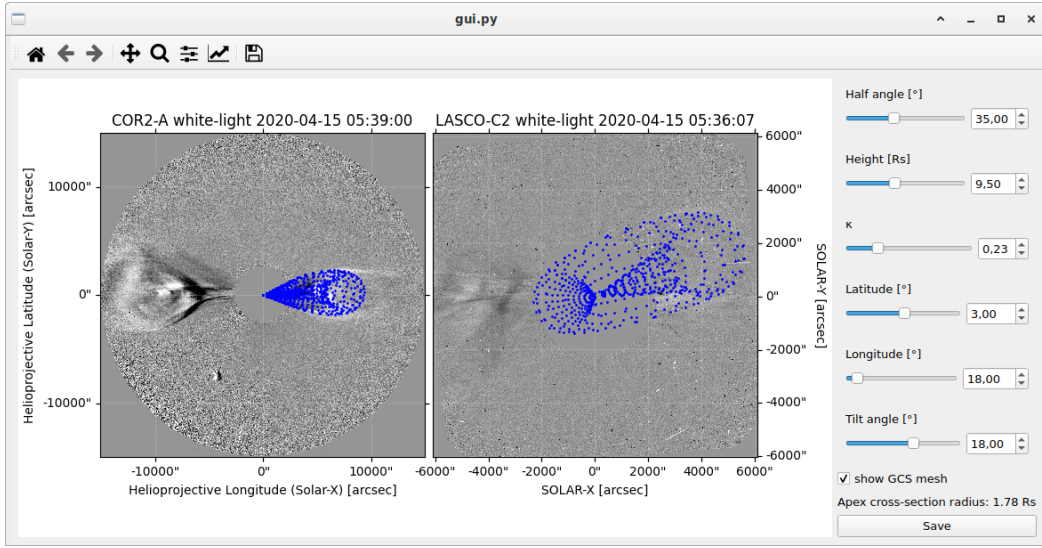 gui.py
COR2-A white-light 2020-04-15 05:39:00
LASCO-C2 white-light 2020-04-15 05:36:07
Helioprojective Latitude (Solar-Y) [arcsec]
10000"
0"
-10000"
-10000"
0"
10000"
Helioprojective Longitude (Solar-X) [arcsec]
6000"
4000"
2000"
0"
-2000"
-4000"
-6000"
SOLAR-Y [arcsec]
-6000"
-4000"
-2000"
0"
2000"
4000"
6000"
SOLAR-X [arcsec]
Half angle [°]
35,00
Height [Rs]
9,50
κ
0,23
Latitude [°]
3,00
Longitude [°]
18,00
Tilt angle [°]
18,00
show GCS mesh
Apex cross-section radius: 1.78 Rs
Save